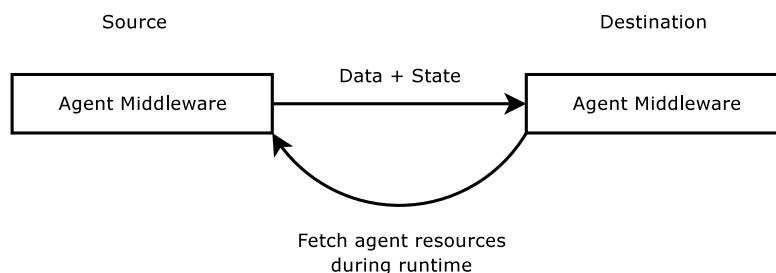 Source
Destination
Data + State
Agent Middleware
Agent Middleware
Fetch agent resources
during runtime